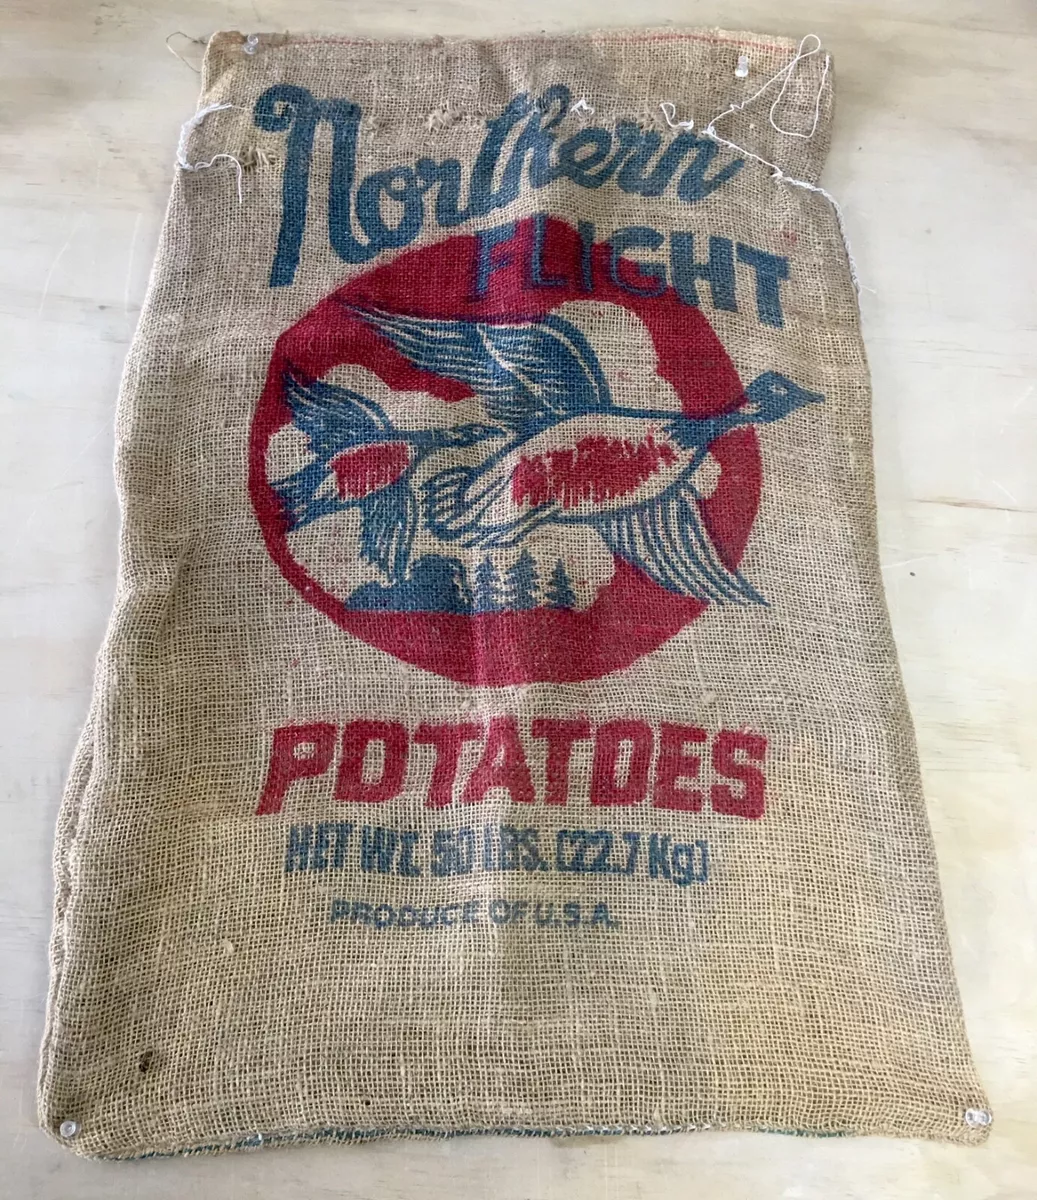 Northern
FLIGHT
POTATOES
NET WT. 50 LBS. (22.7 Kg)
PRODUCE OF U.S.A.